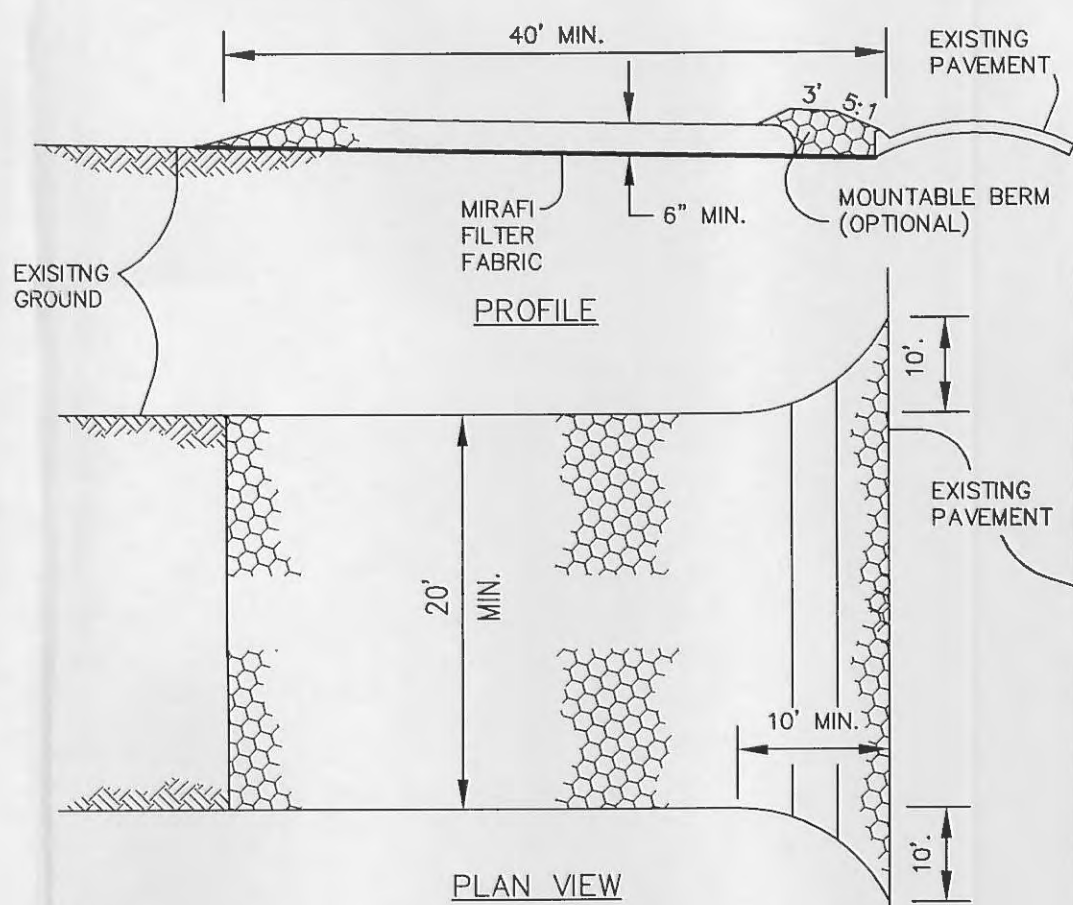 40' MIN.
EXISTING
PAVEMENT
3'
5:1
MIRAFI
FILTER
FABRIC
6" MIN.
MOUNTABLE BERM
(OPTIONAL)
EXISITNG
GROUND
PROFILE
10'.
20'
MIN.
EXISTING
PAVEMENT
10' MIN.
10'.
PLAN VIEW